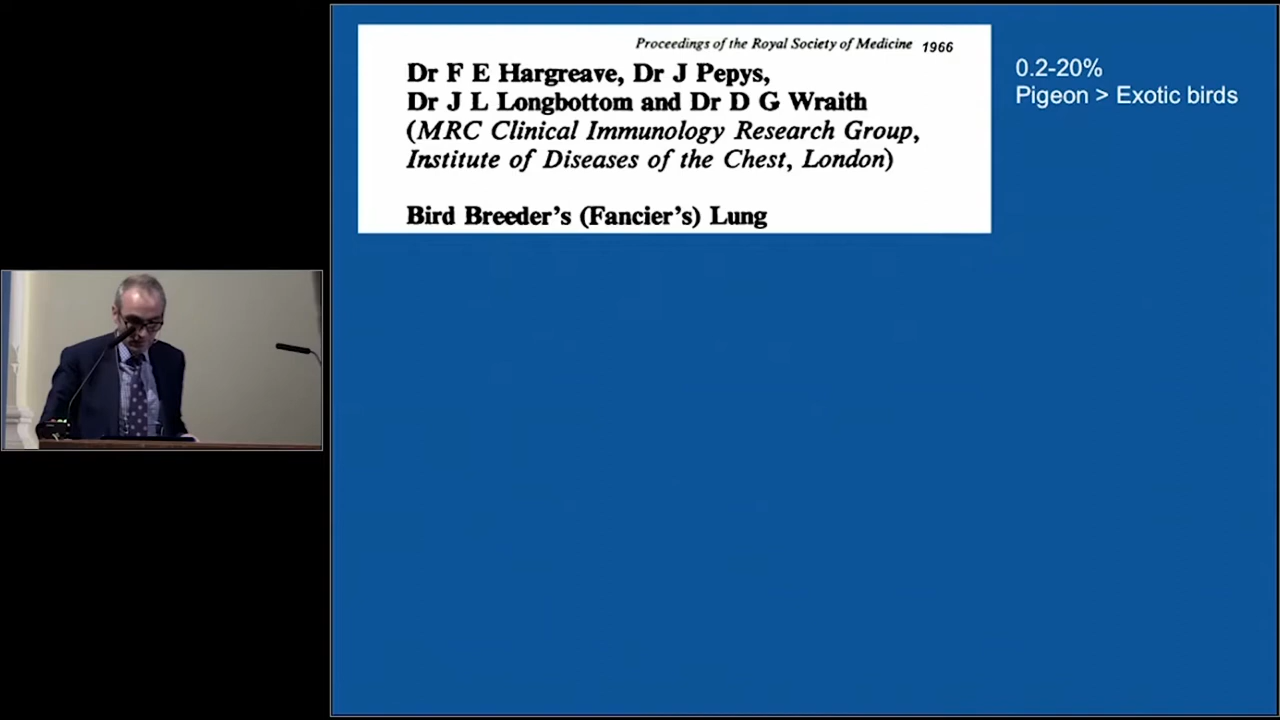 Proceedings of the Royal Society of Medicine 1966
Dr F E Hargreave, Dr J Pepys,
Dr J L Longbottom and Dr D G Wraith
(MRC Clinical Immunology Research Group,
Institute of Diseases of the Chest, London)
Bird Breeder's (Fancier's) Lung
0.2-20%
Pigeon > Exotic birds